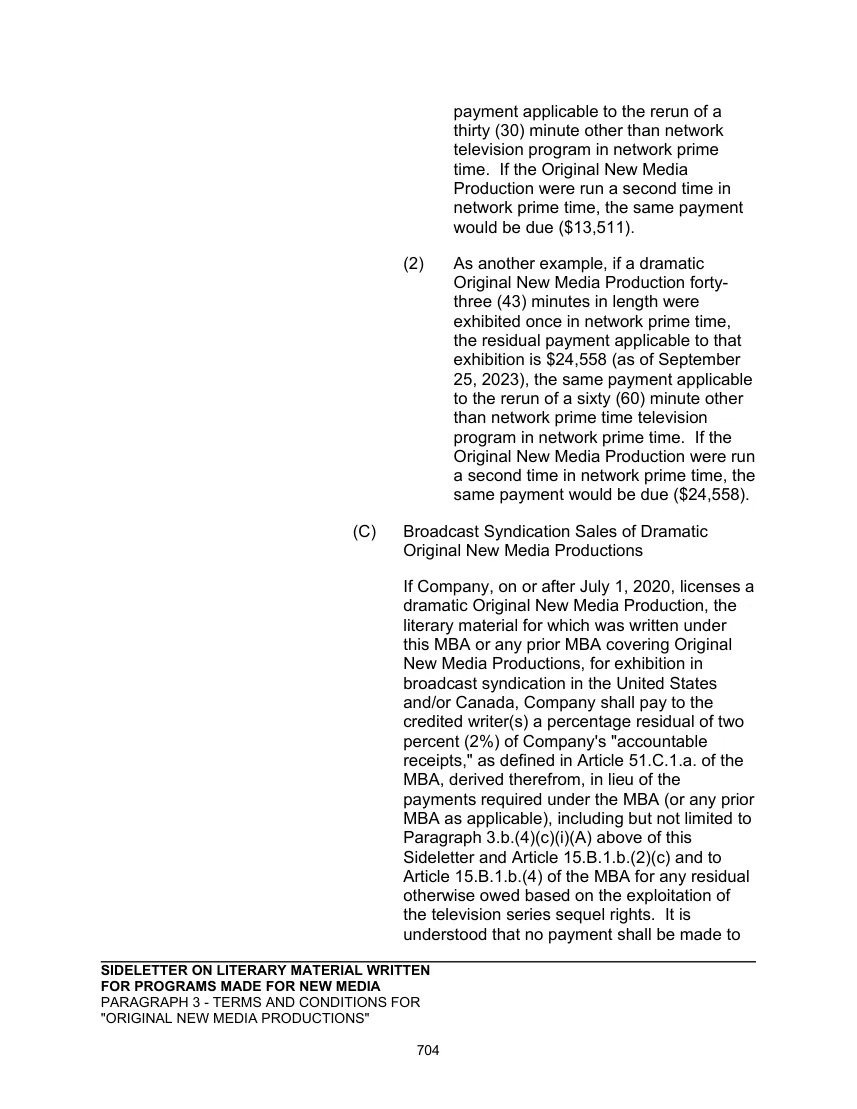 payment applicable to the rerun of a
thirty (30) minute other than network
television program in network prime
time.  If the Original New Media
Production were run a second time in
network prime time, the same payment
would be due ($13,511).
(2) As another example, if a dramatic
Original New Media Production forty-
three (43) minutes in length were
exhibited once in network prime time,
the residual payment applicable to that
exhibition is $24,558 (as of September
25, 2023), the same payment applicable
to the rerun of a sixty (60) minute other
than network prime time television
program in network prime time.  If the
Original New Media Production were run
a second time in network prime time, the
same payment would be due ($24,558).
(C) Broadcast Syndication Sales of Dramatic
Original New Media Productions
If Company, on or after July 1, 2020, licenses a
dramatic Original New Media Production, the
literary material for which was written under
this MBA or any prior MBA covering Original
New Media Productions, for exhibition in
broadcast syndication in the United States
and/or Canada, Company shall pay to the
credited writer(s) a percentage residual of two
percent (2%) of Company's "accountable
receipts," as defined in Article 51.C.1.a. of the
MBA, derived therefrom, in lieu of the
payments required under the MBA (or any prior
MBA as applicable), including but not limited to
Paragraph 3.b.(4)(c)(i)(A) above of this
Sideletter and Article 15.B.1.b.(2)(c) and to
Article 15.B.1.b.(4) of the MBA for any residual
otherwise owed based on the exploitation of
the television series sequel rights.  It is
understood that no payment shall be made to
SIDELETTER ON LITERARY MATERIAL WRITTEN
FOR PROGRAMS MADE FOR NEW MEDIA
PARAGRAPH 3 - TERMS AND CONDITIONS FOR
"ORIGINAL NEW MEDIA PRODUCTIONS"
704